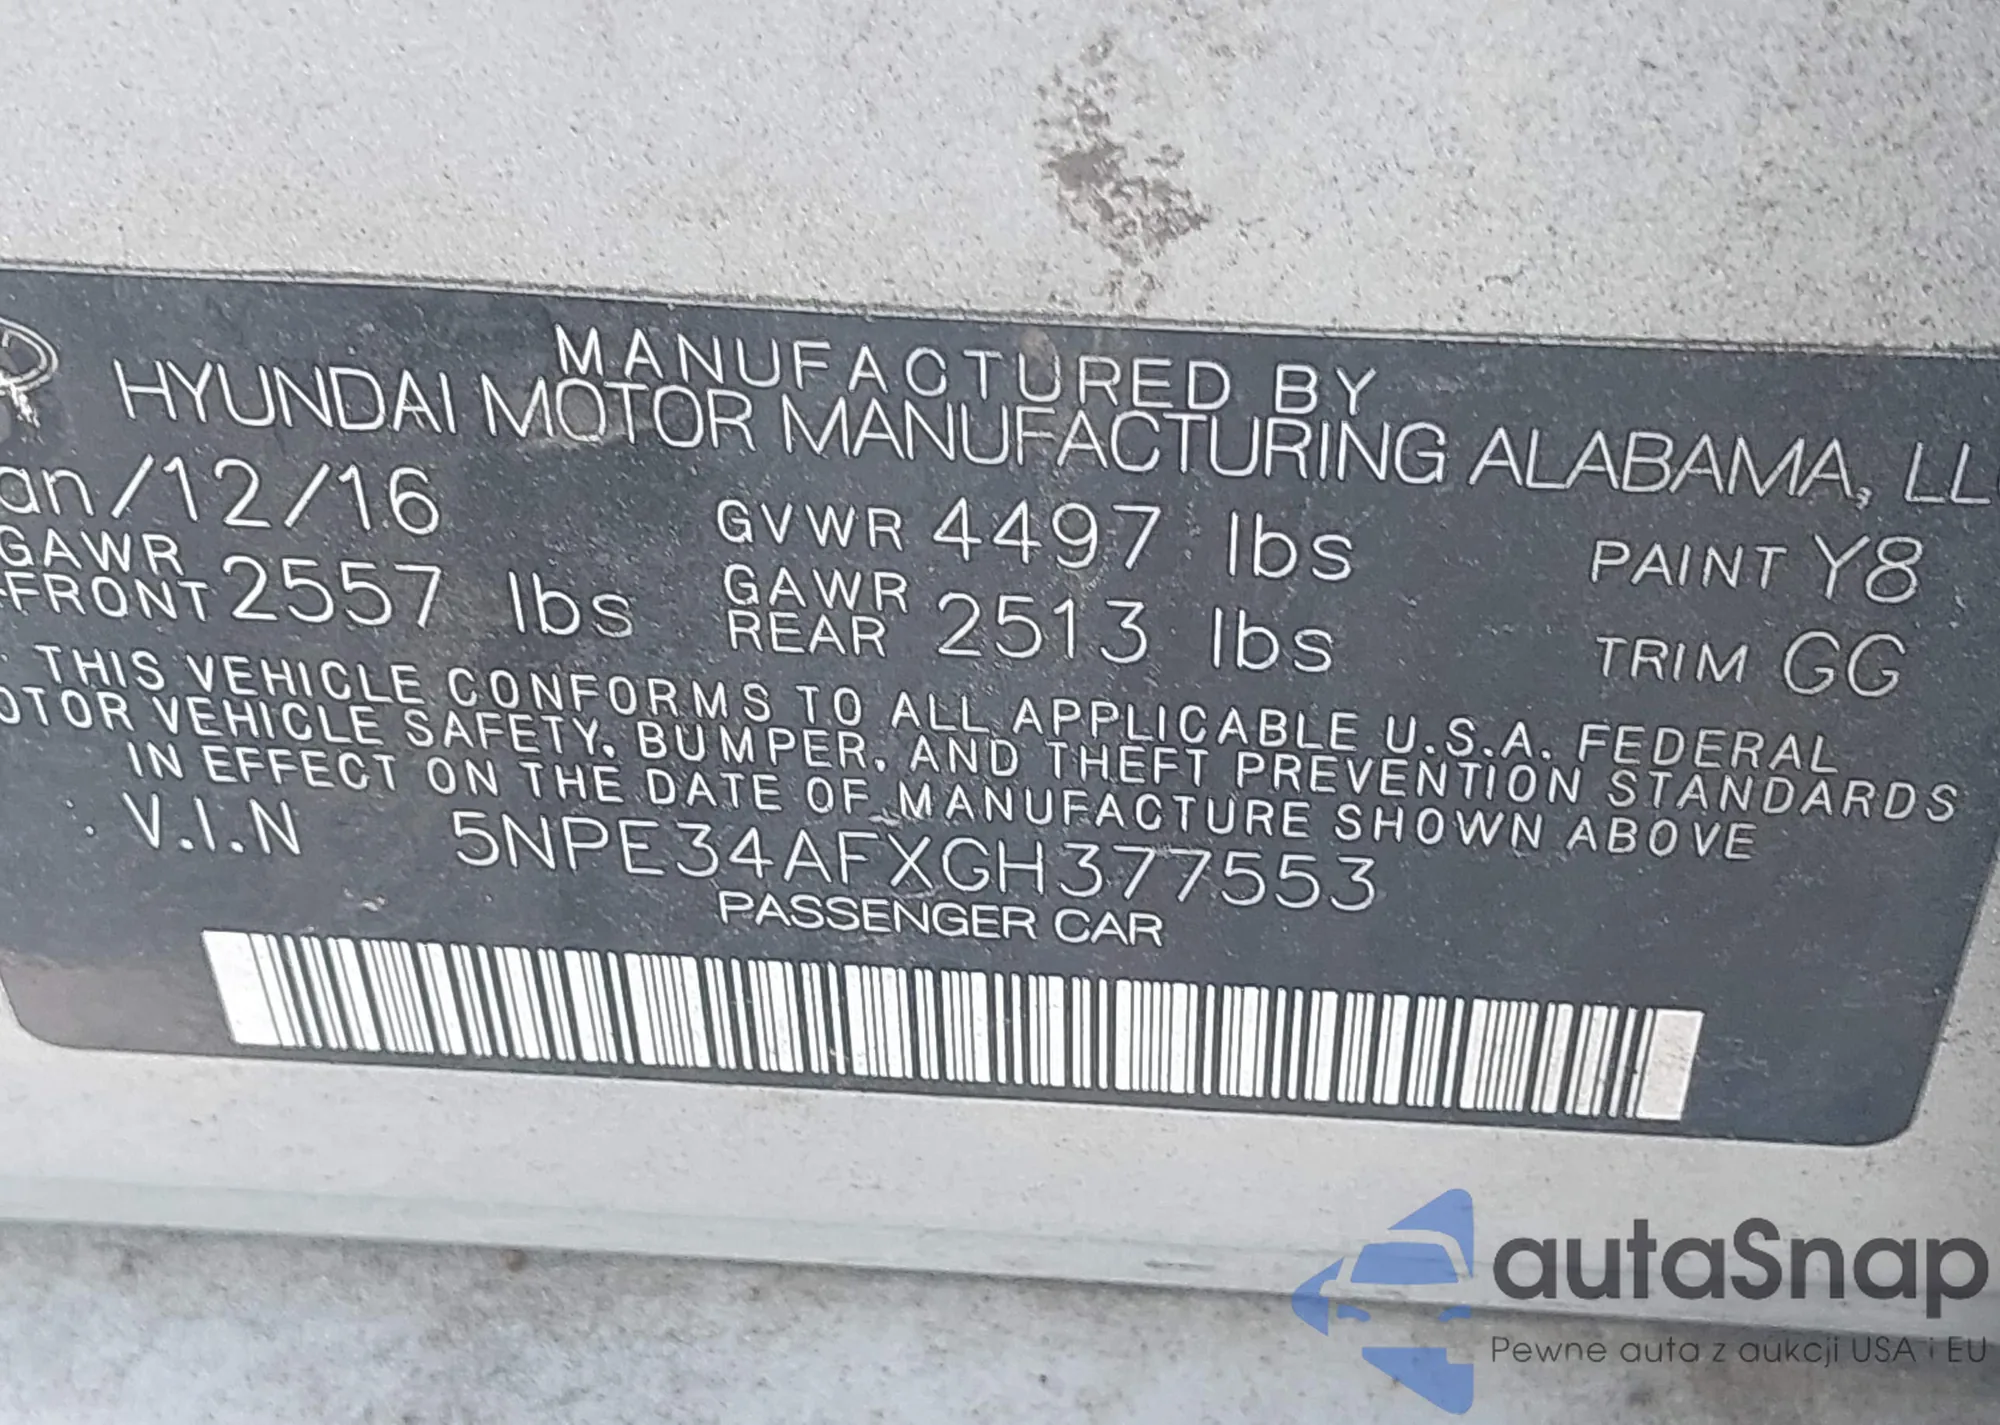 MANUFACTURED BY
HYUNDAI MOTOR MANUFACTURING ALABAMA, LLC
an/12/16 GVWR 4497 lbs PAINT Y8
GAWR FRONT 2557 lbs GAWR REAR 2513 lbs TRIM GG
THIS VEHICLE CONFORMS TO ALL APPLICABLE U.S.A. FEDERAL
OTOR VEHICLE SAFETY, BUMPER, AND THEFT PREVENTION STANDARDS
IN EFFECT ON THE DATE OF MANUFACTURE SHOWN ABOVE
V.I.N 5NPE34AFXGH377553
PASSENGER CAR
autaSnap
Pewne auta z aukcji USA i EU